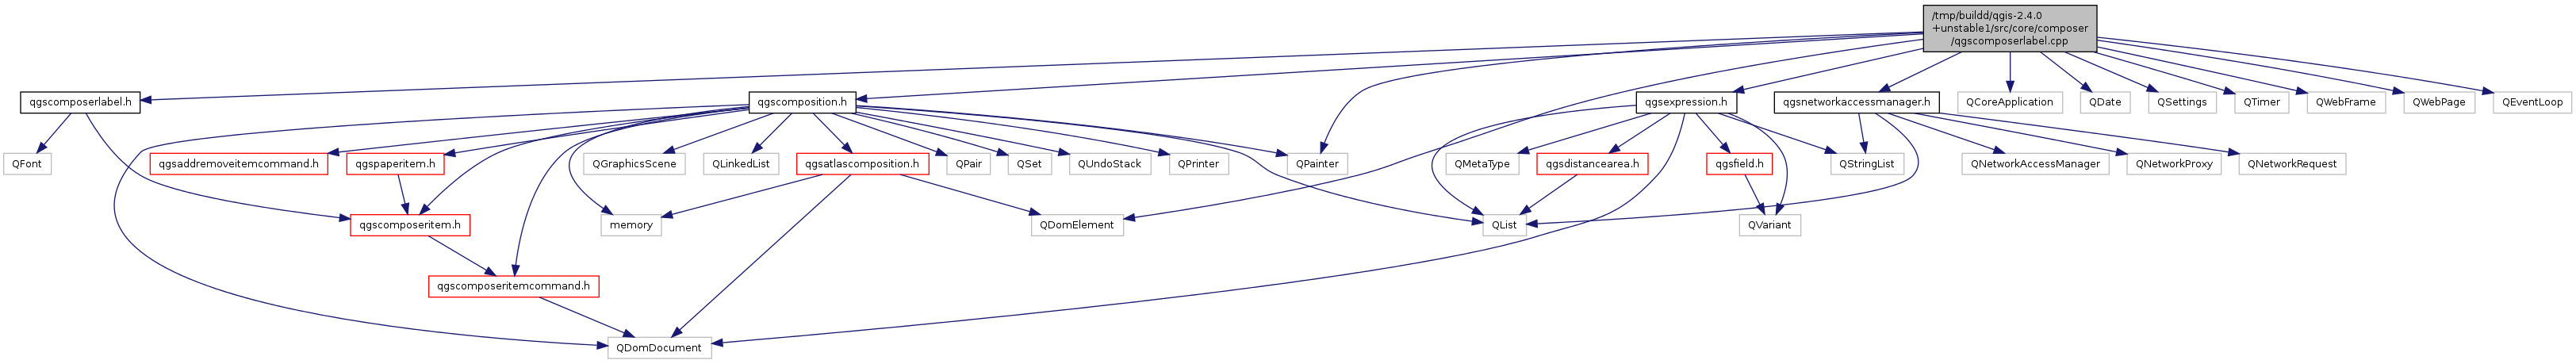 /tmp/buildd/qgis-2.4.0
+unstable1/src/core/composer
/qgscomposerlabel.cpp
qgscomposerlabel.h
qgscomposition.h
qgsexpression.h
qgsnetworkaccessmanager.h
QCoreApplication
QDate
QSettings
QTimer
QWebFrame
QWebPage
QEventLoop
QFont
qgsaddremoveitemcommand.h
qgspaperitem.h
QGraphicsScene
QLinkedList
qgsatlascomposition.h
QPair
QSet
QUndoStack
QPrinter
QPainter
QMetaType
qgsdistancearea.h
qgsfield.h
QStringList
QNetworkAccessManager
QNetworkProxy
QNetworkRequest
qgscomposeritem.h
memory
QDomElement
QList
QVariant
qgscomposeritemcommand.h
QDomDocument